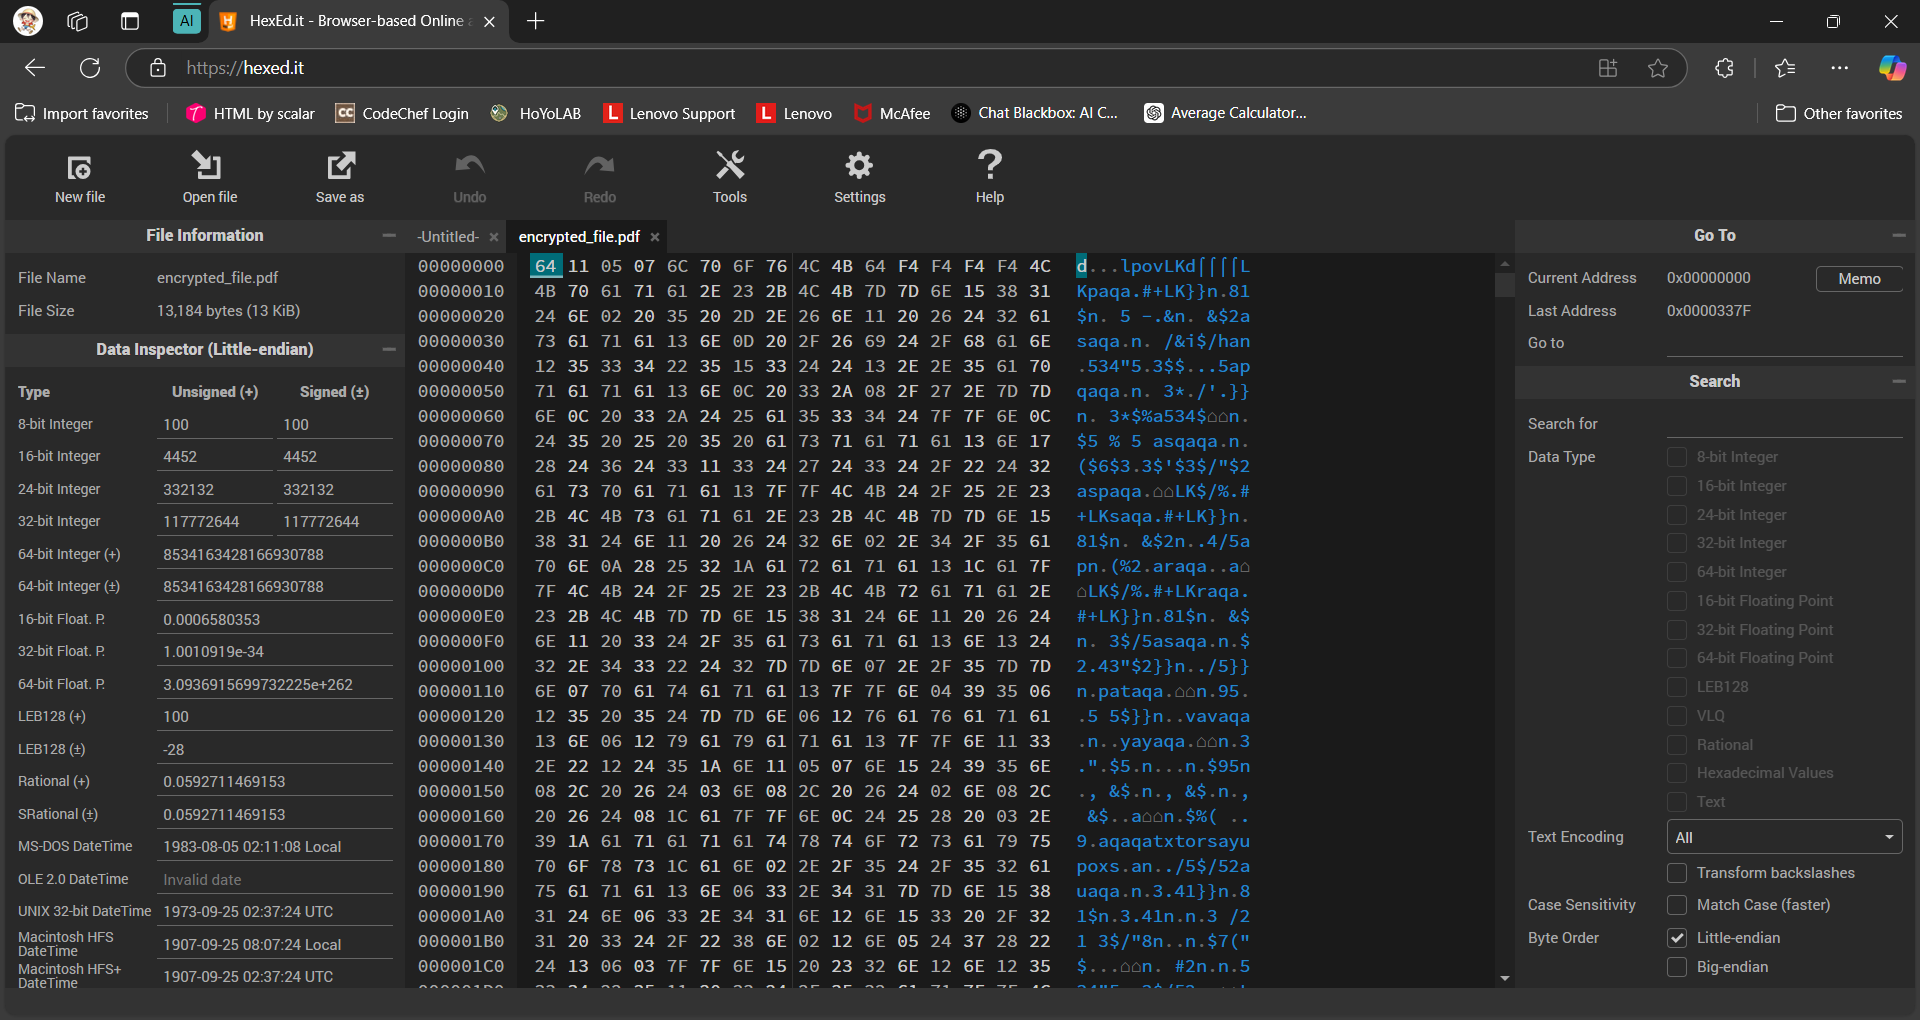 AI
HexEd.it - Browser-based Online
https://hexed.it
Import favorites
HTML by scalar
CodeChef Login
HoYoLAB
Lenovo Support
Lenovo
McAfee
Chat Blackbox: AI C...
Average Calculator...
Other favorites
New file
Open file
Save as
Undo
Redo
Tools
Settings
Help
File Information
File Name encrypted_file.pdf
File Size 13,184 bytes (13 KiB)
Data Inspector (Little-endian)
Type Unsigned (+) Signed (±)
8-bit Integer 100 100
16-bit Integer 4452 4452
24-bit Integer 332132 332132
32-bit Integer 117772644 117772644
64-bit Integer (+) 8534163428166930788
64-bit Integer (±) 8534163428166930788
16-bit Float. P. 0.0006580353
32-bit Float. P. 1.0010919e-34
64-bit Float. P. 3.0936915699732225e+262
LEB128 (+) 100
LEB128 (±) -28
Rational (+) 0.0592711469153
SRational (±) 0.0592711469153
MS-DOS DateTime 1983-08-05 02:11:08 Local
OLE 2.0 DateTime Invalid date
UNIX 32-bit DateTime 1973-09-25 02:37:24 UTC
Macintosh HFS
DateTime 1907-09-25 08:07:24 Local
Macintosh HFS+
DateTime 1907-09-25 02:37:24 UTC
-Untitled-
encrypted_file.pdf
00000000 64 11 05 07 6C 70 6F 76 4C 4B 64 F4 F4 F4 F4 4C d...lpovLKd⌠⌠⌠⌠L
00000010 4B 70 61 71 61 2E 23 2B 4C 4B 7D 7D 6E 15 38 31 Kpaqa.#+LK}}n.81
00000020 24 6E 02 20 35 20 2D 2E 26 6E 11 20 26 24 32 61 $n. 5 -.&n. &$2a
00000030 73 61 71 61 13 6E 0D 20 2F 26 69 24 2F 68 61 6E saqa.n. /&i$/han
00000040 12 35 33 34 22 35 15 33 24 24 13 2E 2E 35 61 70 .534"5.3$$...5ap
00000050 71 61 71 61 13 6E 0C 20 33 2A 08 2F 27 2E 7D 7D qaqa.n. 3*./'.}}
00000060 6E 0C 20 33 2A 24 25 61 35 33 34 24 7F 7F 6E 0C n. 3*$%a534$⌂⌂n.
00000070 24 35 20 25 20 35 20 61 73 71 61 71 61 13 6E 17 $5 % 5 asqaqa.n.
00000080 28 24 36 24 33 11 33 24 27 24 33 24 2F 22 24 32 ($6$3.3$'$3$/"$2
00000090 61 73 70 61 71 61 13 7F 7F 4C 4B 24 2F 25 2E 23 aspaqa.⌂⌂LK$/%.#
000000A0 2B 4C 4B 73 61 71 61 2E 23 2B 4C 4B 7D 7D 6E 15 +LKsaqa.#+LK}}n.
000000B0 38 31 24 6E 11 20 26 24 32 6E 02 2E 34 2F 35 61 81$n. &$2n..4/5a
000000C0 70 6E 0A 28 25 32 1A 61 72 61 71 61 13 1C 61 7F pn.(%2.araqa..a⌂
000000D0 7F 4C 4B 24 2F 25 2E 23 2B 4C 4B 72 61 71 61 2E ⌂LK$/%.#+LKraqa.
000000E0 23 2B 4C 4B 7D 7D 6E 15 38 31 24 6E 11 20 26 24 #+LK}}n.81$n. &$
000000F0 6E 11 20 33 24 2F 35 61 73 61 71 61 13 6E 13 24 n. 3$/5asaqa.n.$
00000100 32 2E 34 33 22 24 32 7D 7D 6E 07 2E 2F 35 7D 7D 2.43"$2}}n../5}}
00000110 6E 07 70 61 74 61 71 61 13 7F 7F 6E 04 39 35 06 n.pataqa.⌂⌂n.95.
00000120 12 35 20 35 24 7D 7D 6E 06 12 76 61 76 61 71 61 .5 5$}}n..vavaqa
00000130 13 6E 06 12 79 61 79 61 71 61 13 7F 7F 6E 11 33 .n..yayaqa.⌂⌂n.3
00000140 2E 22 12 24 35 1A 6E 11 05 07 6E 15 24 39 35 6E .".$5.n...n.$95n
00000150 08 2C 20 26 24 03 6E 08 2C 20 26 24 02 6E 08 2C ., &$.n., &$.n.,
00000160 20 26 24 08 1C 61 7F 7F 6E 0C 24 25 28 20 03 2E  &$..a⌂⌂n.$%( ..
00000170 39 1A 61 71 61 71 61 74 78 74 6F 72 73 61 79 75 9.aqaqatxtorsayu
00000180 70 6F 78 73 1C 61 6E 02 2E 2F 35 24 2F 35 32 61 poxs.an../5$/52a
00000190 75 61 71 61 13 6E 06 33 2E 34 31 7D 7D 6E 15 38 uaqa.n.3.41}}n.8
000001A0 31 24 6E 06 33 2E 34 31 6E 12 6E 15 33 20 2F 32 1$n.3.41n.n.3 /2
000001B0 31 20 33 24 2F 22 38 6E 02 12 6E 05 24 37 28 22 1 3$/"8n..n.$7("
000001C0 24 13 06 03 7F 7F 6E 15 20 23 32 6E 12 6E 12 35 $...⌂⌂n. #2n.n.5
Go To
Current Address 0x00000000 Memo
Last Address 0x0000337F
Go to
Search
Search for
Data Type 8-bit Integer
16-bit Integer
24-bit Integer
32-bit Integer
64-bit Integer
16-bit Floating Point
32-bit Floating Point
64-bit Floating Point
LEB128
VLQ
Rational
Hexadecimal Values
Text
Text Encoding All
Transform backslashes
Case Sensitivity Match Case (faster)
Byte Order Little-endian
Big-endian